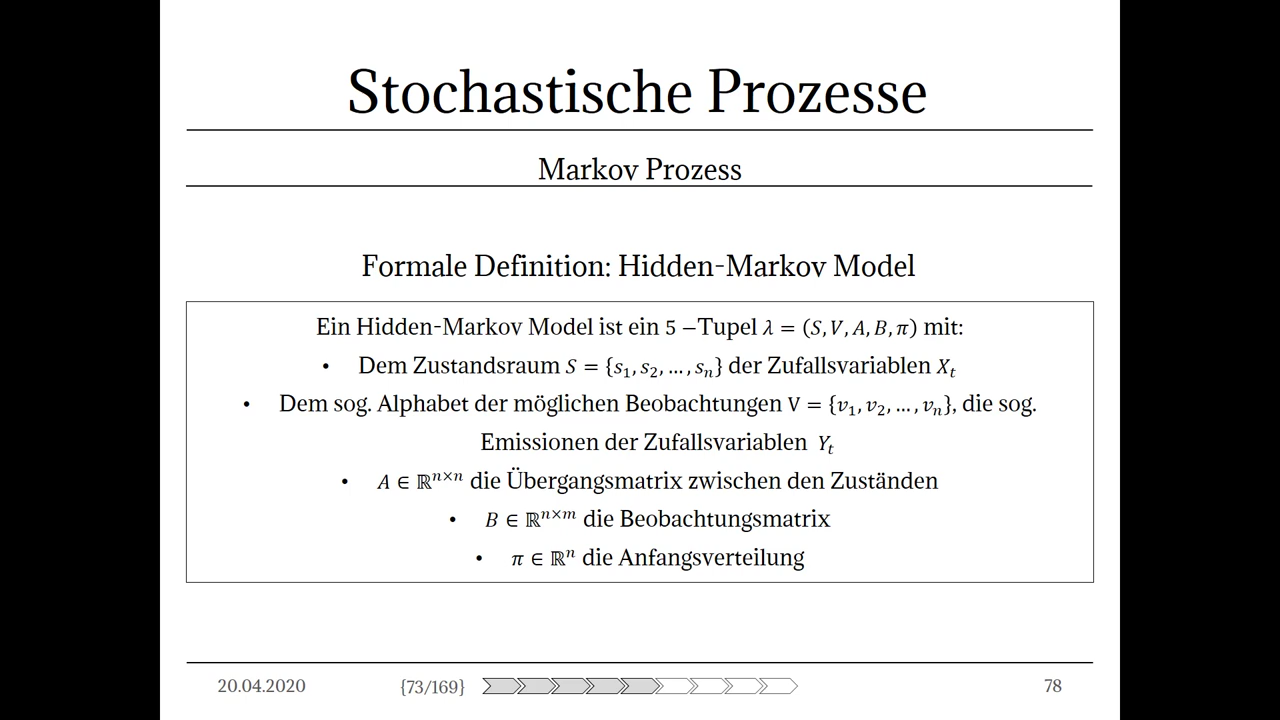 Stochastische Prozesse
Markov Prozess
Formale Definition: Hidden-Markov Model
Ein Hidden-Markov Model ist ein 5 −Tupel λ = (S, V, A, B, π) mit:
• Dem Zustandsraum S = {s₁, s₂, … , sₙ} der Zufallsvariablen Xₜ
• Dem sog. Alphabet der möglichen Beobachtungen V = {v₁, v₂, … , vₙ}, die sog.
Emissionen der Zufallsvariablen Yₜ
• A ∈ ℝⁿˣⁿ die Übergangsmatrix zwischen den Zuständen
• B ∈ ℝⁿˣᵐ die Beobachtungsmatrix
• π ∈ ℝⁿ die Anfangsverteilung
20.04.2020 {73/169} 78